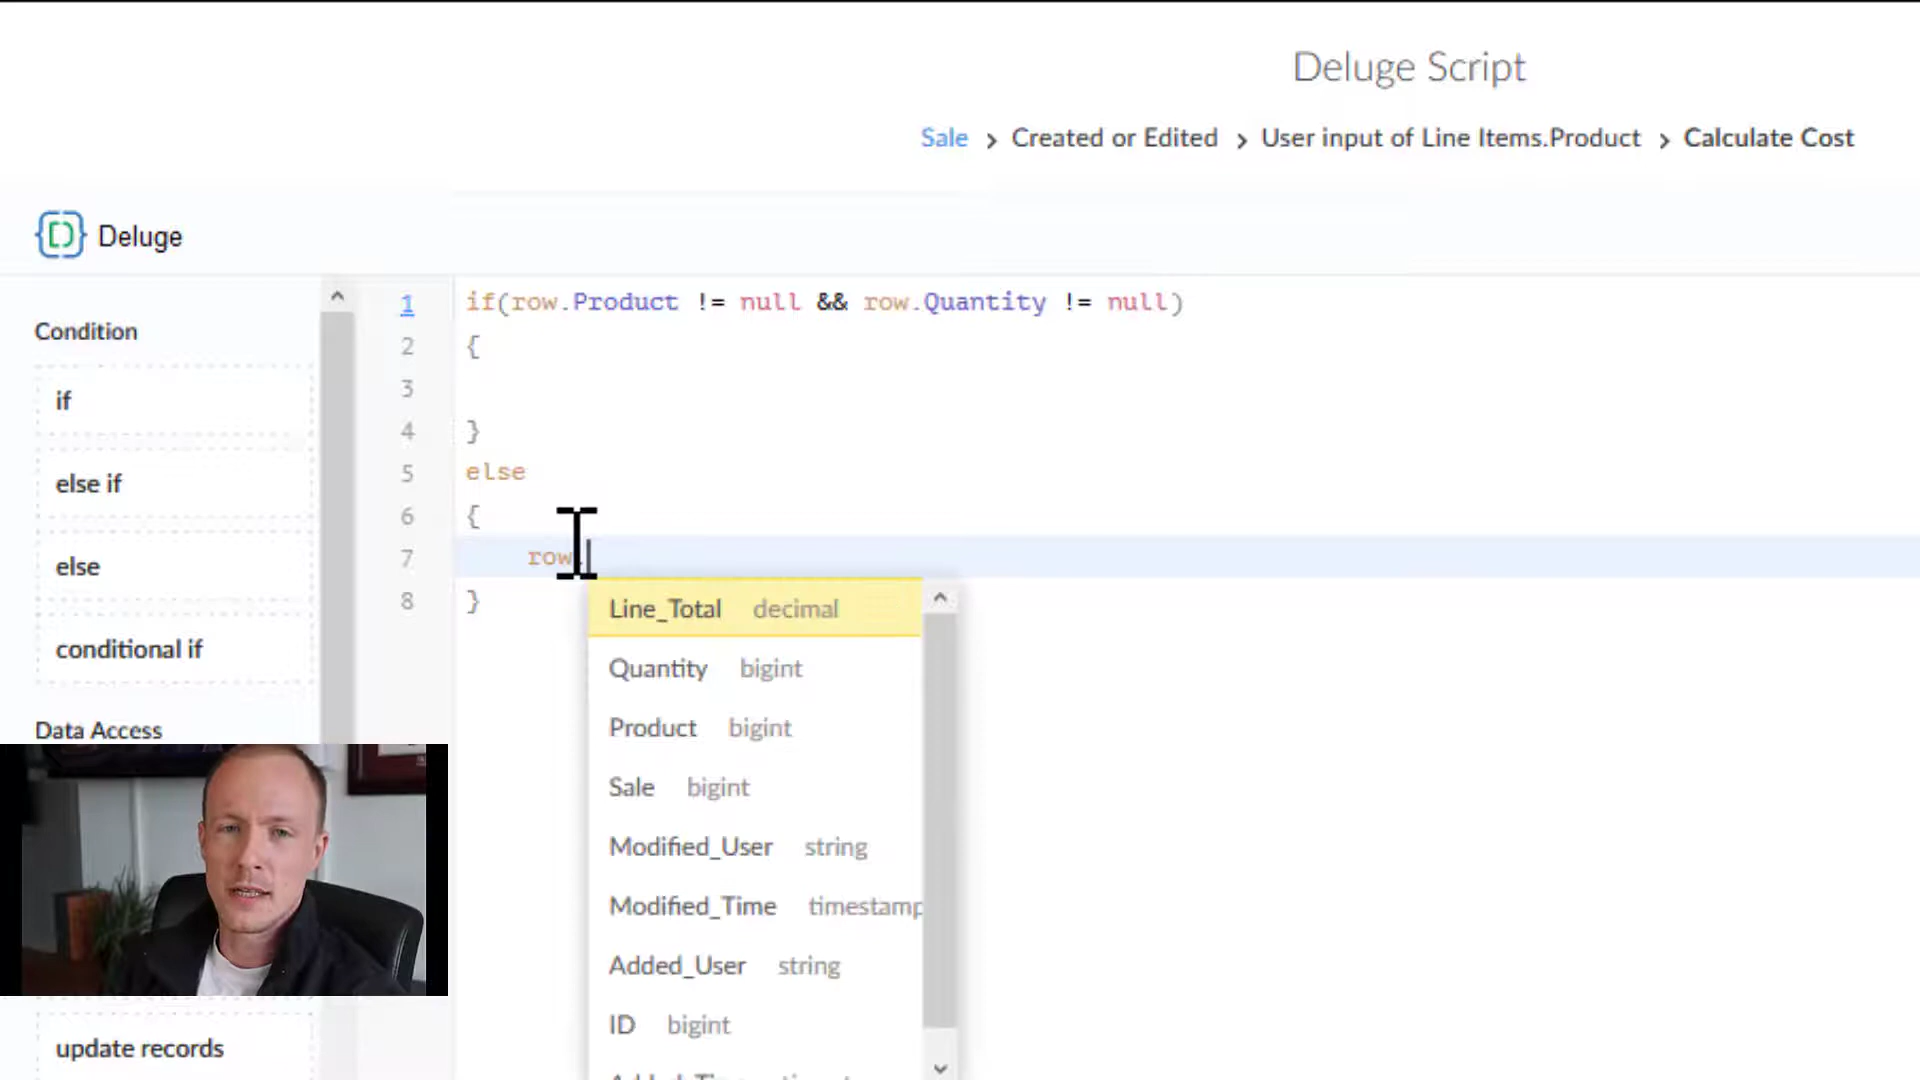 Deluge Script
Sale > Created or Edited > User input of Line Items.Product > Calculate Cost
Deluge
Condition
if
else if
else
conditional if
Data Access
update records
1 if(row.Product != null && row.Quantity != null)
2 {
3
4 }
5 else
6 {
7 row.
8 }
Line_Total decimal
Quantity bigint
Product bigint
Sale bigint
Modified_User string
Modified_Time timestamp
Added_User string
ID bigint